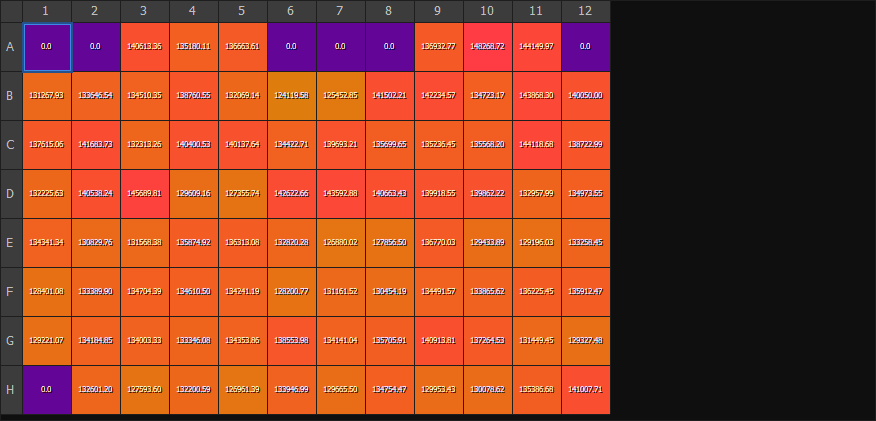 1 2 3 4 5 6 7 8 9 10 11 12
A 0.0 0.0 140613.36 135180.11 136663.61 0.0 0.0 0.0 136932.77 148268.72 144149.97 0.0
B 131267.93 133646.54 134510.35 138760.55 132069.14 124119.58 125452.85 141502.21 142234.57 134723.17 143868.30 140050.00
C 137615.06 141683.73 132313.26 140400.53 140137.64 134422.71 139693.21 135699.65 135236.45 135568.20 144118.68 138722.99
D 132225.63 140538.24 145689.81 129609.16 127355.74 142622.66 143592.88 140663.43 139918.55 139862.22 132957.99 134973.55
E 134341.34 130829.76 131568.38 135874.92 136313.08 132820.28 126880.02 127856.50 136770.03 129433.89 129196.03 133258.45
F 128401.08 133389.90 134704.39 134610.50 134241.19 128200.77 131161.52 130454.19 134491.57 133865.62 136225.45 135912.47
G 129221.07 134184.85 134003.33 133346.08 134353.86 138553.98 134141.04 135705.91 140913.81 137264.53 131449.45 129327.48
H 0.0 132601.20 127593.60 132200.59 126961.39 133946.99 129665.50 134754.47 129953.43 130078.62 135386.68 141007.71